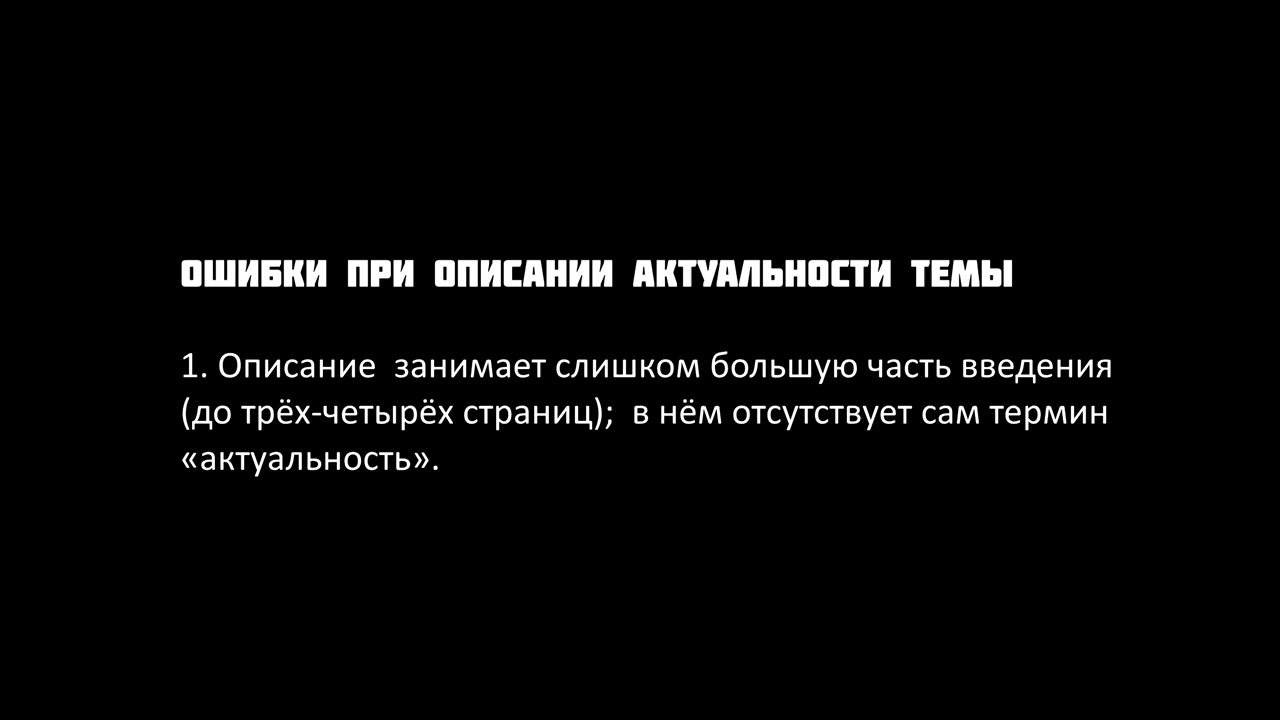 ОШИБКИ ПРИ ОПИСАНИИ АКТУАЛЬНОСТИ ТЕМЫ
1. Описание занимает слишком большую часть введения
(до трёх-четырёх страниц); в нём отсутствует сам термин
«актуальность».